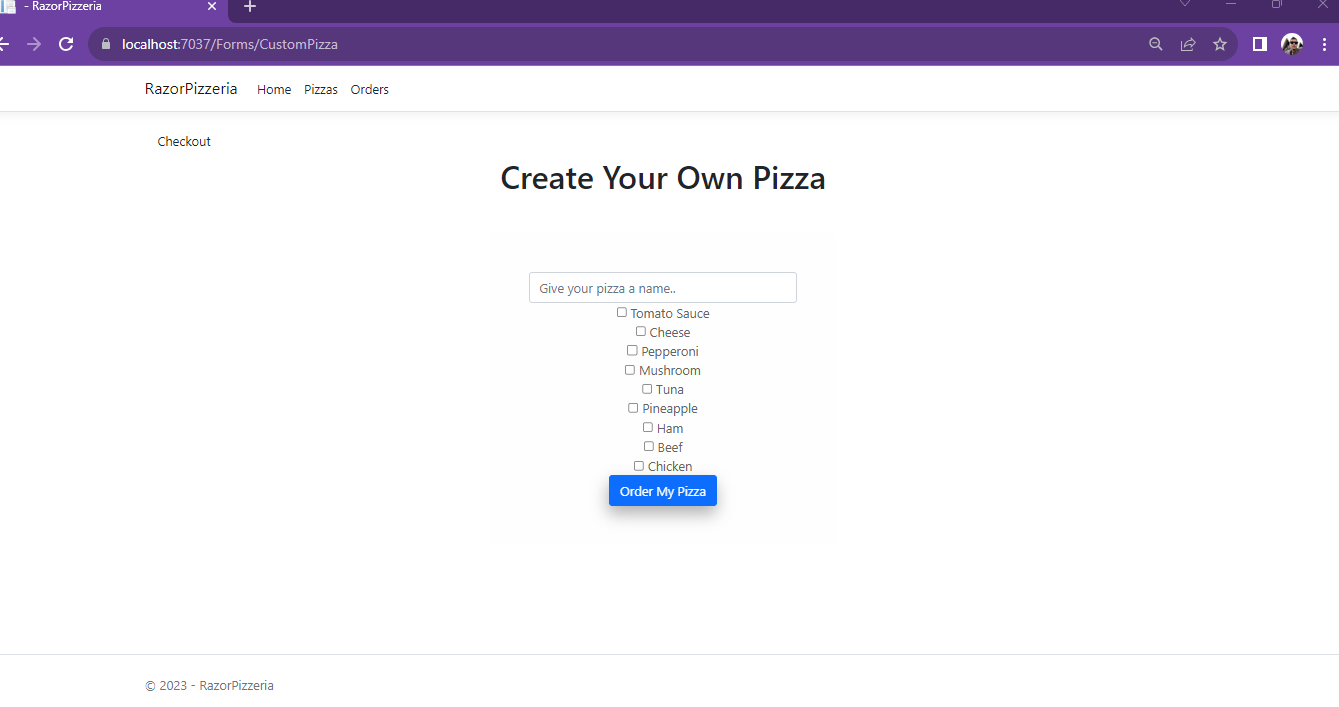 - RazorPizzeria
localhost:7037/Forms/CustomPizza
RazorPizzeria Home Pizzas Orders
Checkout
Create Your Own Pizza
Give your pizza a name..
Tomato Sauce
Cheese
Pepperoni
Mushroom
Tuna
Pineapple
Ham
Beef
Chicken
Order My Pizza
© 2023 - RazorPizzeria